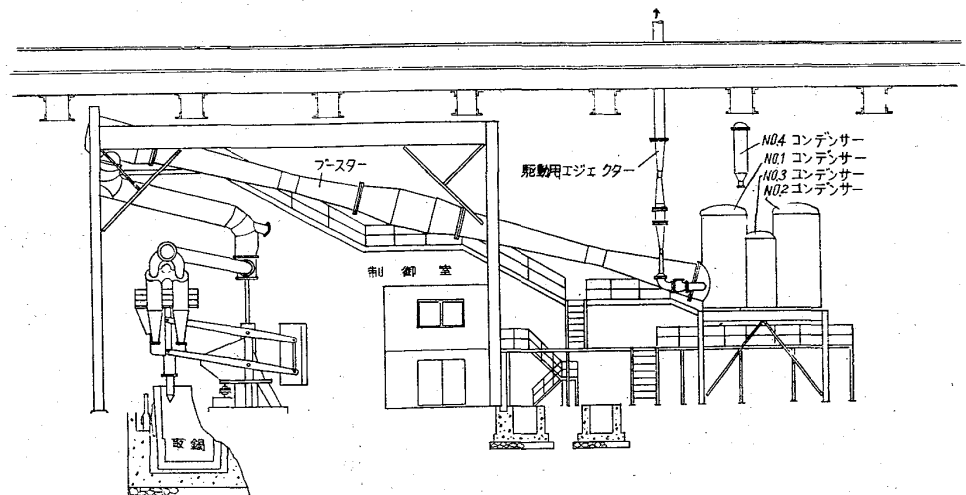 ブースター
駆動用エジェクター
NO.4 コンデンサー
NO.1 コンデンサー
NO.3 コンデンサー
NO.2 コンデンサー
制御室
取鍋